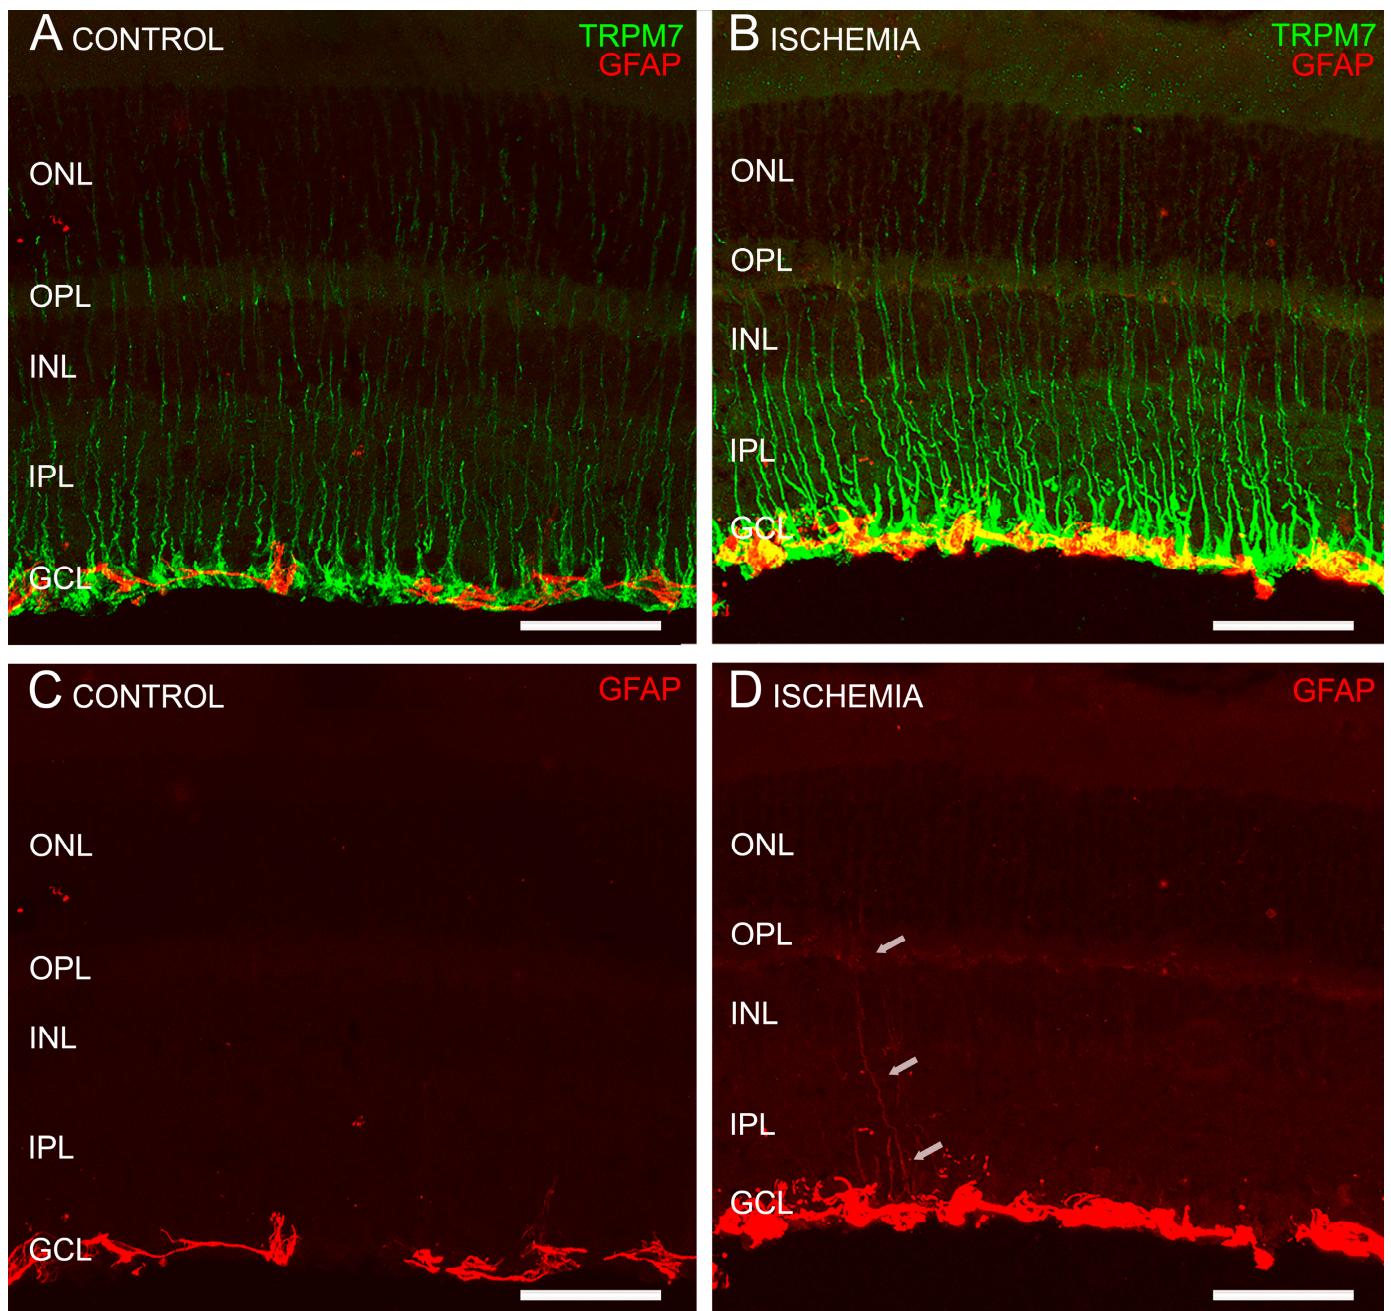 A CONTROL
TRPM7
GFAP
ONL
OPL
INL
IPL
GCL
B ISCHEMIA
TRPM7
GFAP
ONL
OPL
INL
IPL
GCL
C CONTROL
GFAP
ONL
OPL
INL
IPL
GCL
D ISCHEMIA
GFAP
ONL
OPL
INL
IPL
GCL